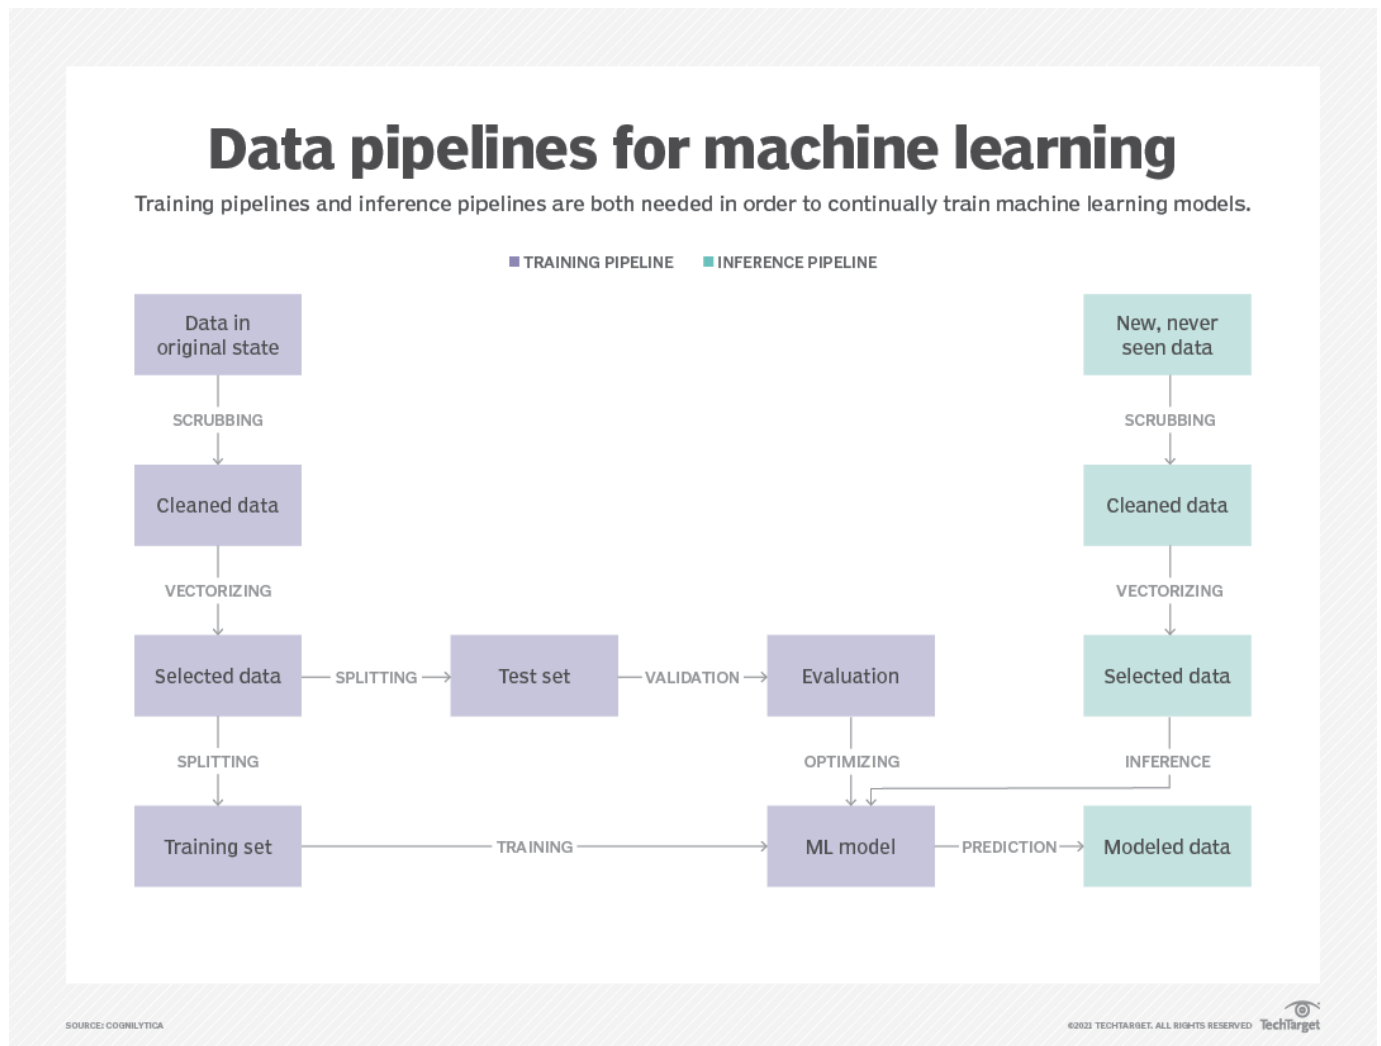 Data pipelines for machine learning
Training pipelines and inference pipelines are both needed in order to continually train machine learning models.
TRAINING PIPELINE
INFERENCE PIPELINE
Data in
original state
New, never
seen data
SCRUBBING
SCRUBBING
Cleaned data
Cleaned data
VECTORIZING
VECTORIZING
Selected data
SPLITTING
Test set
VALIDATION
Evaluation
Selected data
SPLITTING
OPTIMIZING
INFERENCE
Training set
TRAINING
ML model
PREDICTION
Modeled data
SOURCE: COGNILYTICA
©2021 TECHTARGET. ALL RIGHTS RESERVED
TechTarget